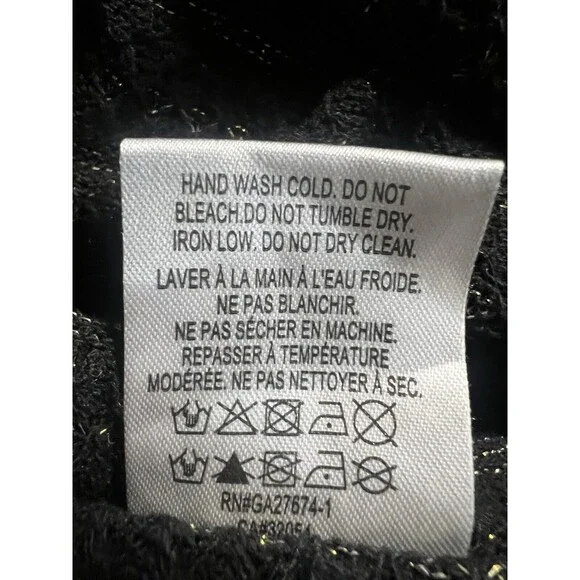 HAND WASH COLD. DO NOT
BLEACH.DO NOT TUMBLE DRY.
IRON LOW. DO NOT DRY CLEAN.
LAVER À LA MAIN À L'EAU FROIDE.
NE PAS BLANCHIR.
NE PAS SÉCHER EN MACHINE.
REPASSER À TEMPÉRATURE
MODÉRÉE. NE PAS NETTOYER À SEC.
RN#GA27674-1
CA#32054